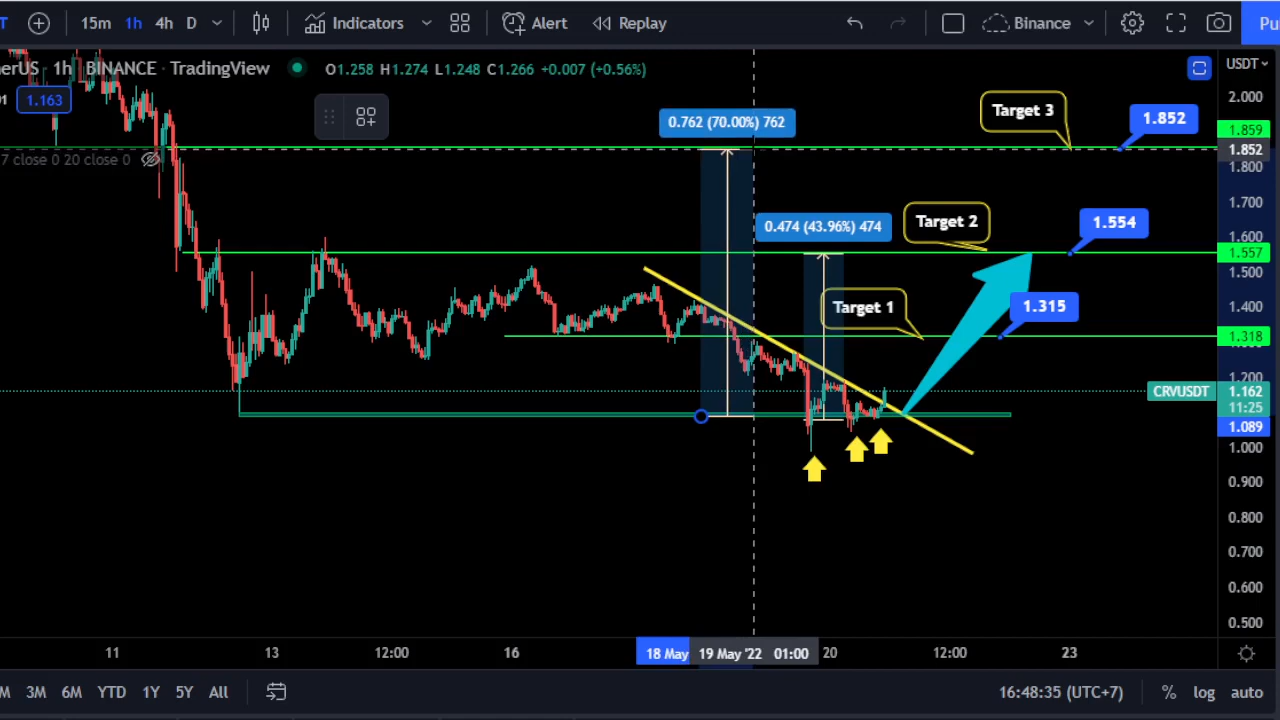 T 15m 1h 4h D Indicators Alert Replay Binance Pu
erUS · 1h · BINANCE · TradingView O1.258 H1.274 L1.248 C1.266 +0.007 (+0.56%) USDT
1.163
7 close 0 20 close 0
0.762 (70.00%) 762
0.474 (43.96%) 474
Target 3
1.852
Target 2
1.554
Target 1
1.315
2.000
1.859
1.852
1.800
1.700
1.600
1.557
1.500
1.400
1.318
1.200
CRVUSDT 1.162
11:25
1.089
1.000
0.900
0.800
0.700
0.600
0.500
11 13 12:00 16 18 May 19 May '22 01:00 20 12:00 23
M 3M 6M YTD 1Y 5Y All 16:48:35 (UTC+7) % log auto